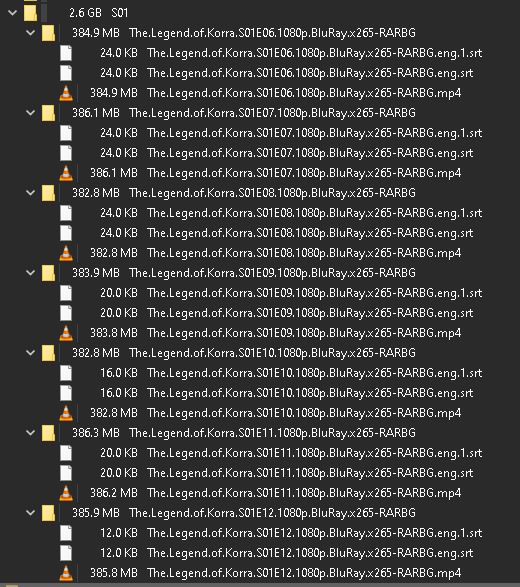 2.6 GB S01
384.9 MB The.Legend.of.Korra.S01E06.1080p.BluRay.x265-RARBG
24.0 KB The.Legend.of.Korra.S01E06.1080p.BluRay.x265-RARBG.eng.1.srt
24.0 KB The.Legend.of.Korra.S01E06.1080p.BluRay.x265-RARBG.eng.srt
384.9 MB The.Legend.of.Korra.S01E06.1080p.BluRay.x265-RARBG.mp4
386.1 MB The.Legend.of.Korra.S01E07.1080p.BluRay.x265-RARBG
24.0 KB The.Legend.of.Korra.S01E07.1080p.BluRay.x265-RARBG.eng.1.srt
24.0 KB The.Legend.of.Korra.S01E07.1080p.BluRay.x265-RARBG.eng.srt
386.1 MB The.Legend.of.Korra.S01E07.1080p.BluRay.x265-RARBG.mp4
382.8 MB The.Legend.of.Korra.S01E08.1080p.BluRay.x265-RARBG
24.0 KB The.Legend.of.Korra.S01E08.1080p.BluRay.x265-RARBG.eng.1.srt
24.0 KB The.Legend.of.Korra.S01E08.1080p.BluRay.x265-RARBG.eng.srt
382.8 MB The.Legend.of.Korra.S01E08.1080p.BluRay.x265-RARBG.mp4
383.9 MB The.Legend.of.Korra.S01E09.1080p.BluRay.x265-RARBG
20.0 KB The.Legend.of.Korra.S01E09.1080p.BluRay.x265-RARBG.eng.1.srt
20.0 KB The.Legend.of.Korra.S01E09.1080p.BluRay.x265-RARBG.eng.srt
383.8 MB The.Legend.of.Korra.S01E09.1080p.BluRay.x265-RARBG.mp4
382.8 MB The.Legend.of.Korra.S01E10.1080p.BluRay.x265-RARBG
16.0 KB The.Legend.of.Korra.S01E10.1080p.BluRay.x265-RARBG.eng.1.srt
16.0 KB The.Legend.of.Korra.S01E10.1080p.BluRay.x265-RARBG.eng.srt
382.8 MB The.Legend.of.Korra.S01E10.1080p.BluRay.x265-RARBG.mp4
386.3 MB The.Legend.of.Korra.S01E11.1080p.BluRay.x265-RARBG
20.0 KB The.Legend.of.Korra.S01E11.1080p.BluRay.x265-RARBG.eng.1.srt
20.0 KB The.Legend.of.Korra.S01E11.1080p.BluRay.x265-RARBG.eng.srt
386.2 MB The.Legend.of.Korra.S01E11.1080p.BluRay.x265-RARBG.mp4
385.9 MB The.Legend.of.Korra.S01E12.1080p.BluRay.x265-RARBG
12.0 KB The.Legend.of.Korra.S01E12.1080p.BluRay.x265-RARBG.eng.1.srt
12.0 KB The.Legend.of.Korra.S01E12.1080p.BluRay.x265-RARBG.eng.srt
385.8 MB The.Legend.of.Korra.S01E12.1080p.BluRay.x265-RARBG.mp4